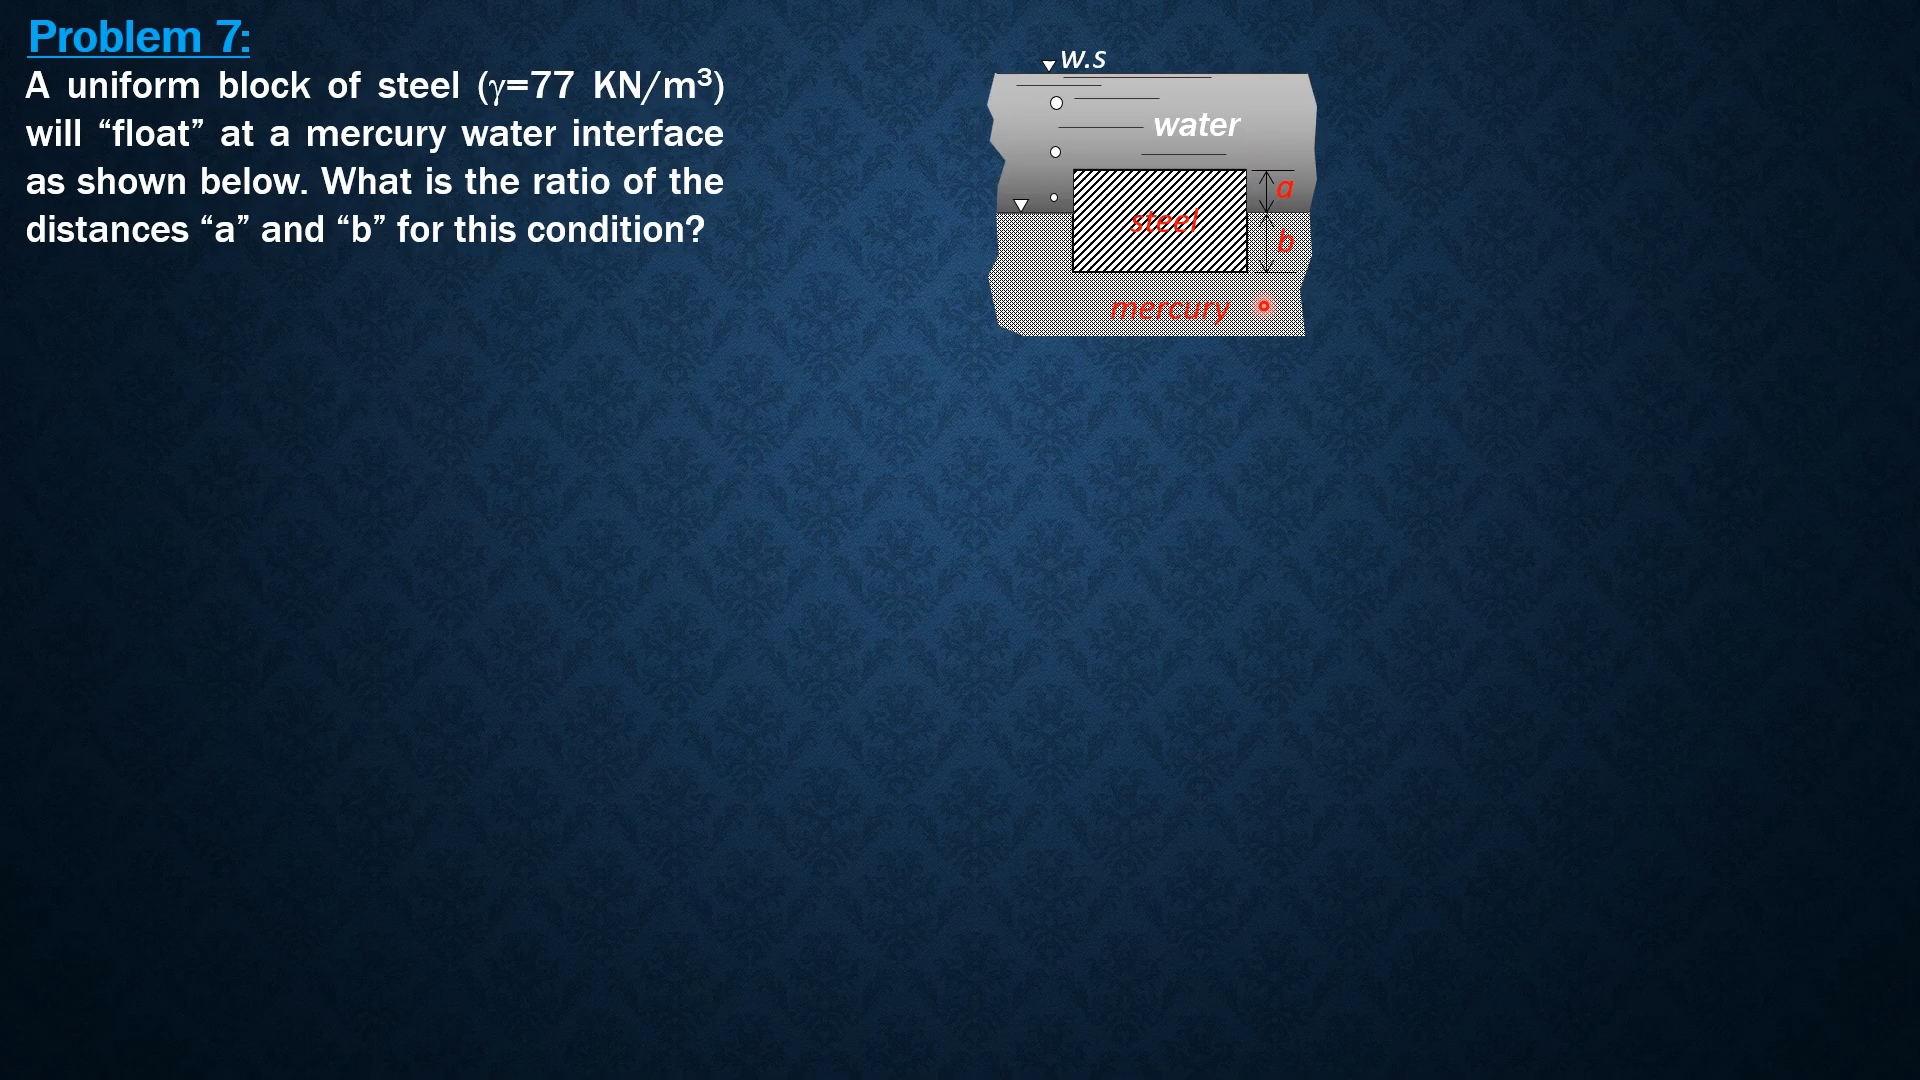 Problem 7:
A uniform block of steel (γ=77 KN/m³)
will “float” at a mercury water interface
as shown below. What is the ratio of the
distances “a” and “b” for this condition?
w.s
water
a
steel
b
mercury